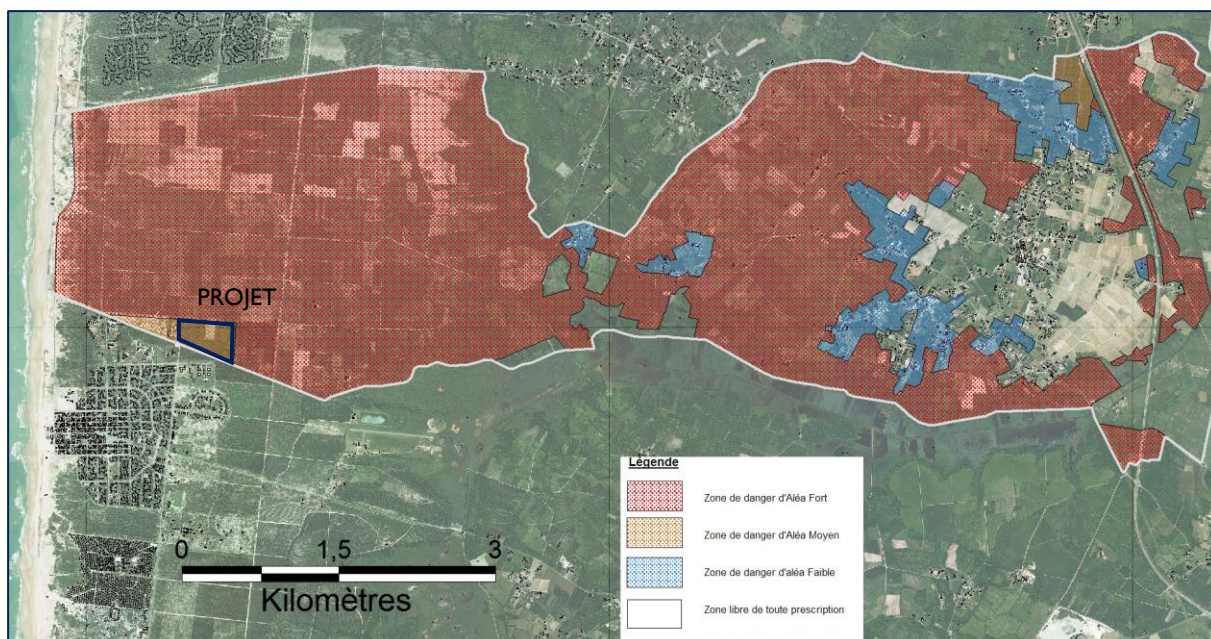 PROJET
0 1,5 3
Kilomètres
Légende
Zone de danger d'Aléa Fort
Zone de danger d'Aléa Moyen
Zone de danger d'aléa Faible
Zone libre de toute prescription